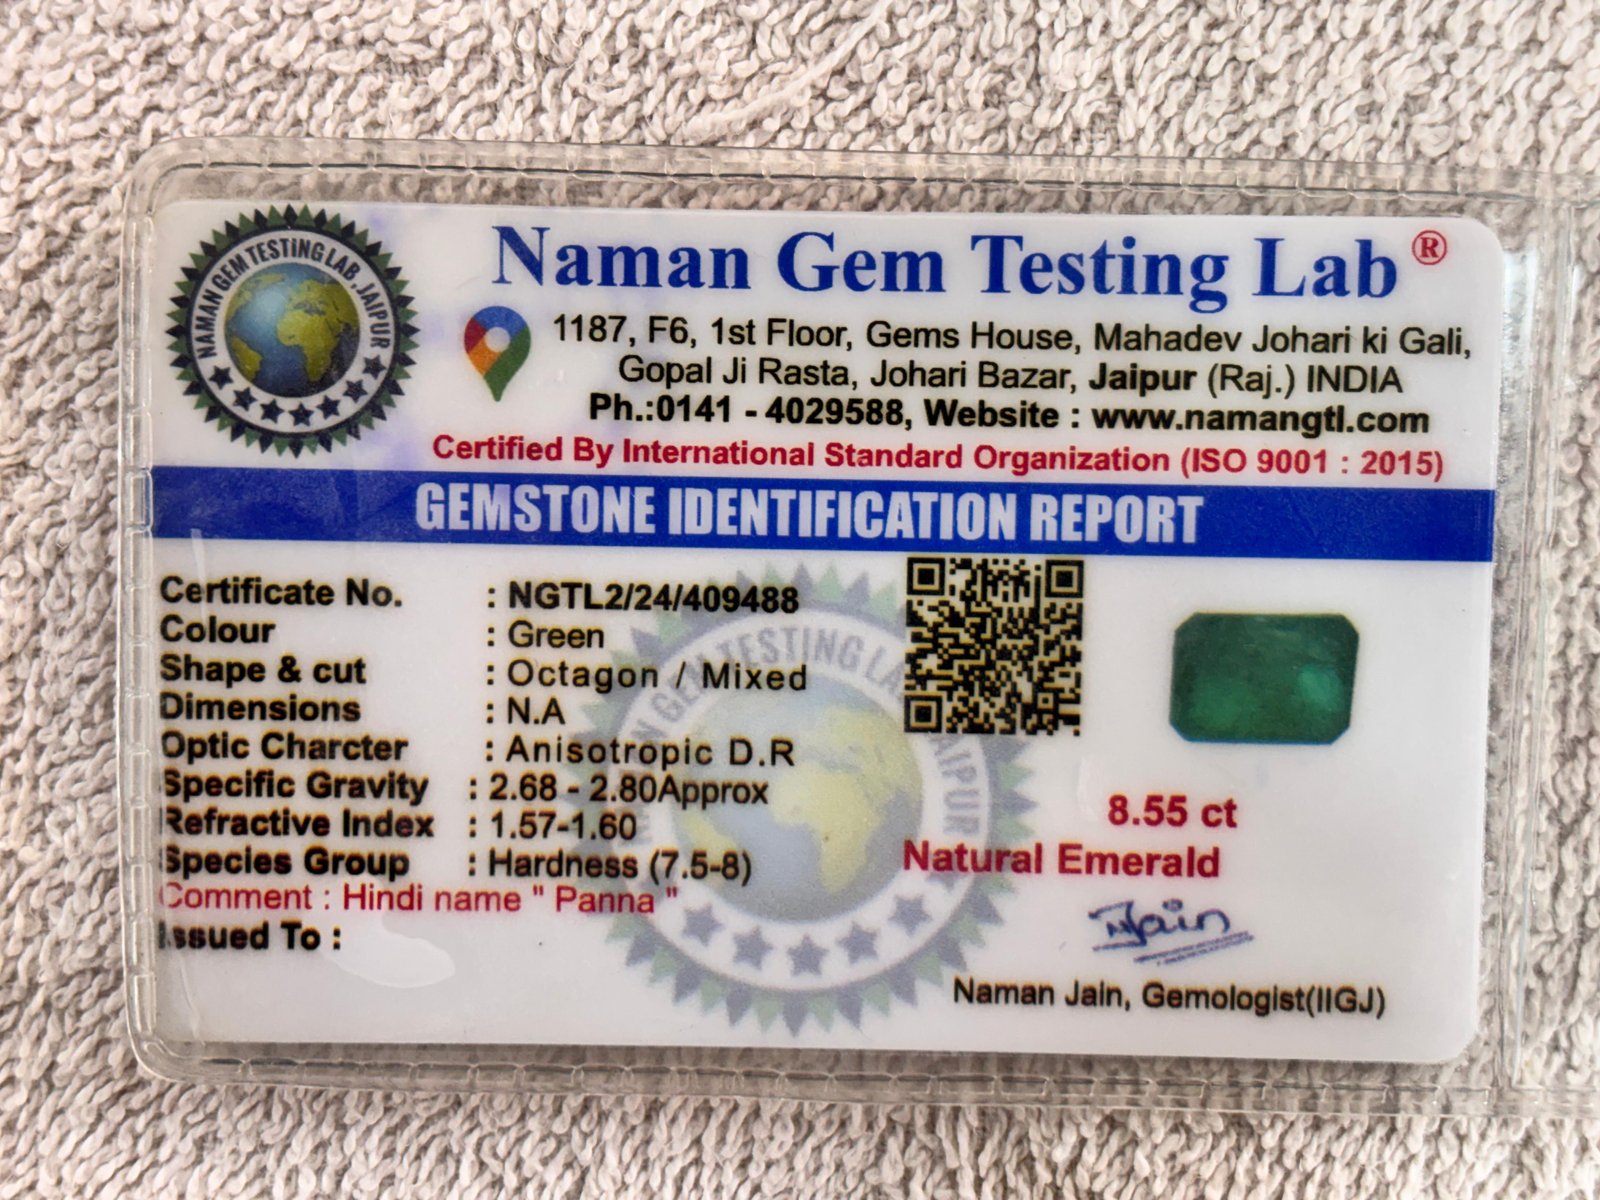 NAMAN GEM TESTING LAB, JAIPUR
Naman Gem Testing Lab ®
1187, F6, 1st Floor, Gems House, Mahadev Johari ki Gali,
Gopal Ji Rasta, Johari Bazar, Jaipur (Raj.) INDIA
Ph.:0141 - 4029588, Website : www.namangtl.com
Certified By International Standard Organization (ISO 9001 : 2015)
GEMSTONE IDENTIFICATION REPORT
Certificate No. : NGTL2/24/409488
Colour : Green
Shape & cut : Octagon / Mixed
Dimensions : N.A
Optic Charcter : Anisotropic D.R
Specific Gravity : 2.68 - 2.80Approx
Refractive Index : 1.57-1.60
Species Group : Hardness (7.5-8)
Comment : Hindi name " Panna "
Issued To :
8.55 ct
Natural Emerald
NJain
Naman Jain, Gemologist(IIGJ)